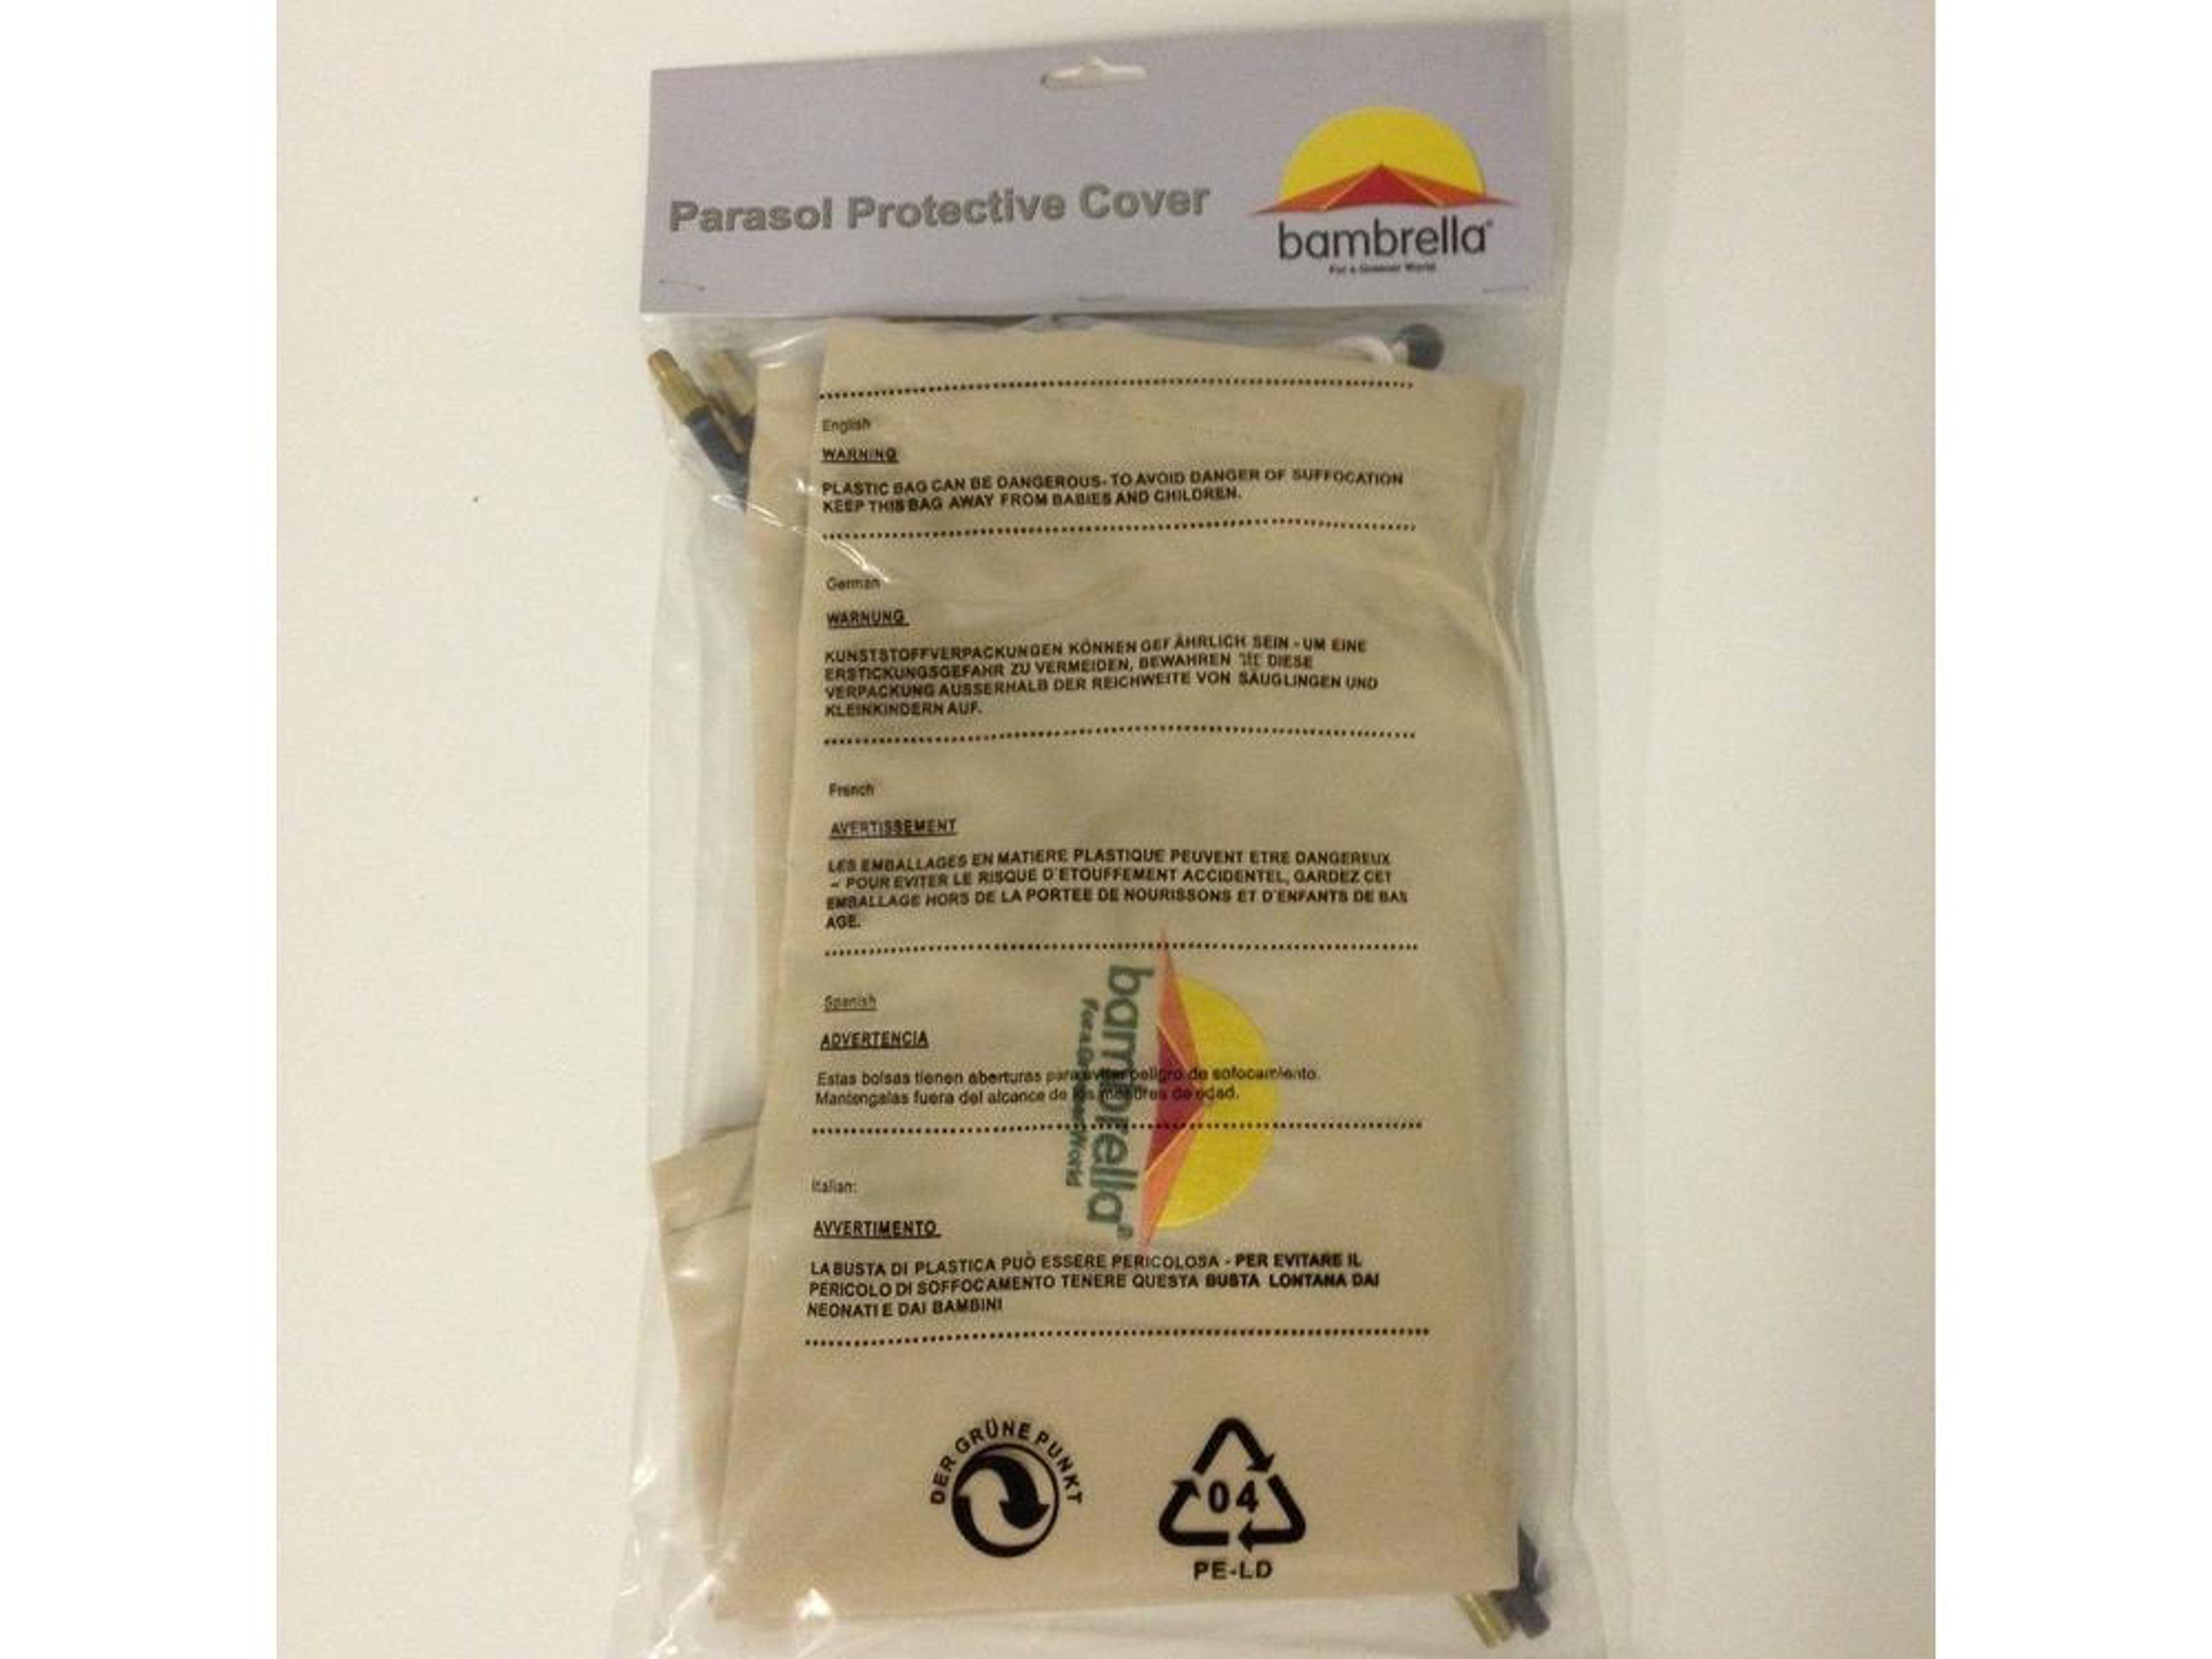 Parasol Protective Cover
bambrella®
For a Greener World
English
WARNING
PLASTIC BAG CAN BE DANGEROUS- TO AVOID DANGER OF SUFFOCATION
KEEP THIS BAG AWAY FROM BABIES AND CHILDREN.
German
WARNUNG
KUNSTSTOFFVERPACKUNGEN KÖNNEN GEFÄHRLICH SEIN - UM EINE
ERSTICKUNGSGEFAHR ZU VERMEIDEN, BEWAHREN DIESE
VERPACKUNG AUSSERHALB DER REICHWEITE VON SÄUGLINGEN UND
KLEINKINDERN AUF.
French
AVERTISSEMENT
LES EMBALLAGES EN MATIERE PLASTIQUE PEUVENT ETRE DANGEREUX
– POUR EVITER LE RISQUE D'ETOUFFEMENT ACCIDENTEL, GARDEZ CET
EMBALLAGE HORS DE LA PORTEE DE NOURISSONS ET D'ENFANTS DE BAS
AGE.
Spanish
ADVERTENCIA
Estas bolsas tienen aberturas para evitar peligro de sofocamiento.
Mantengalas fuera del alcance de los menores de edad.
bambrella®
For a Greener World
Italian:
AVVERTIMENTO
LA BUSTA DI PLASTICA PUÒ ESSERE PERICOLOSA - PER EVITARE IL
PERICOLO DI SOFFOCAMENTO TENERE QUESTA BUSTA LONTANA DAI
NEONATI E DAI BAMBINI
DER GRÜNE PUNKT
04
PE-LD